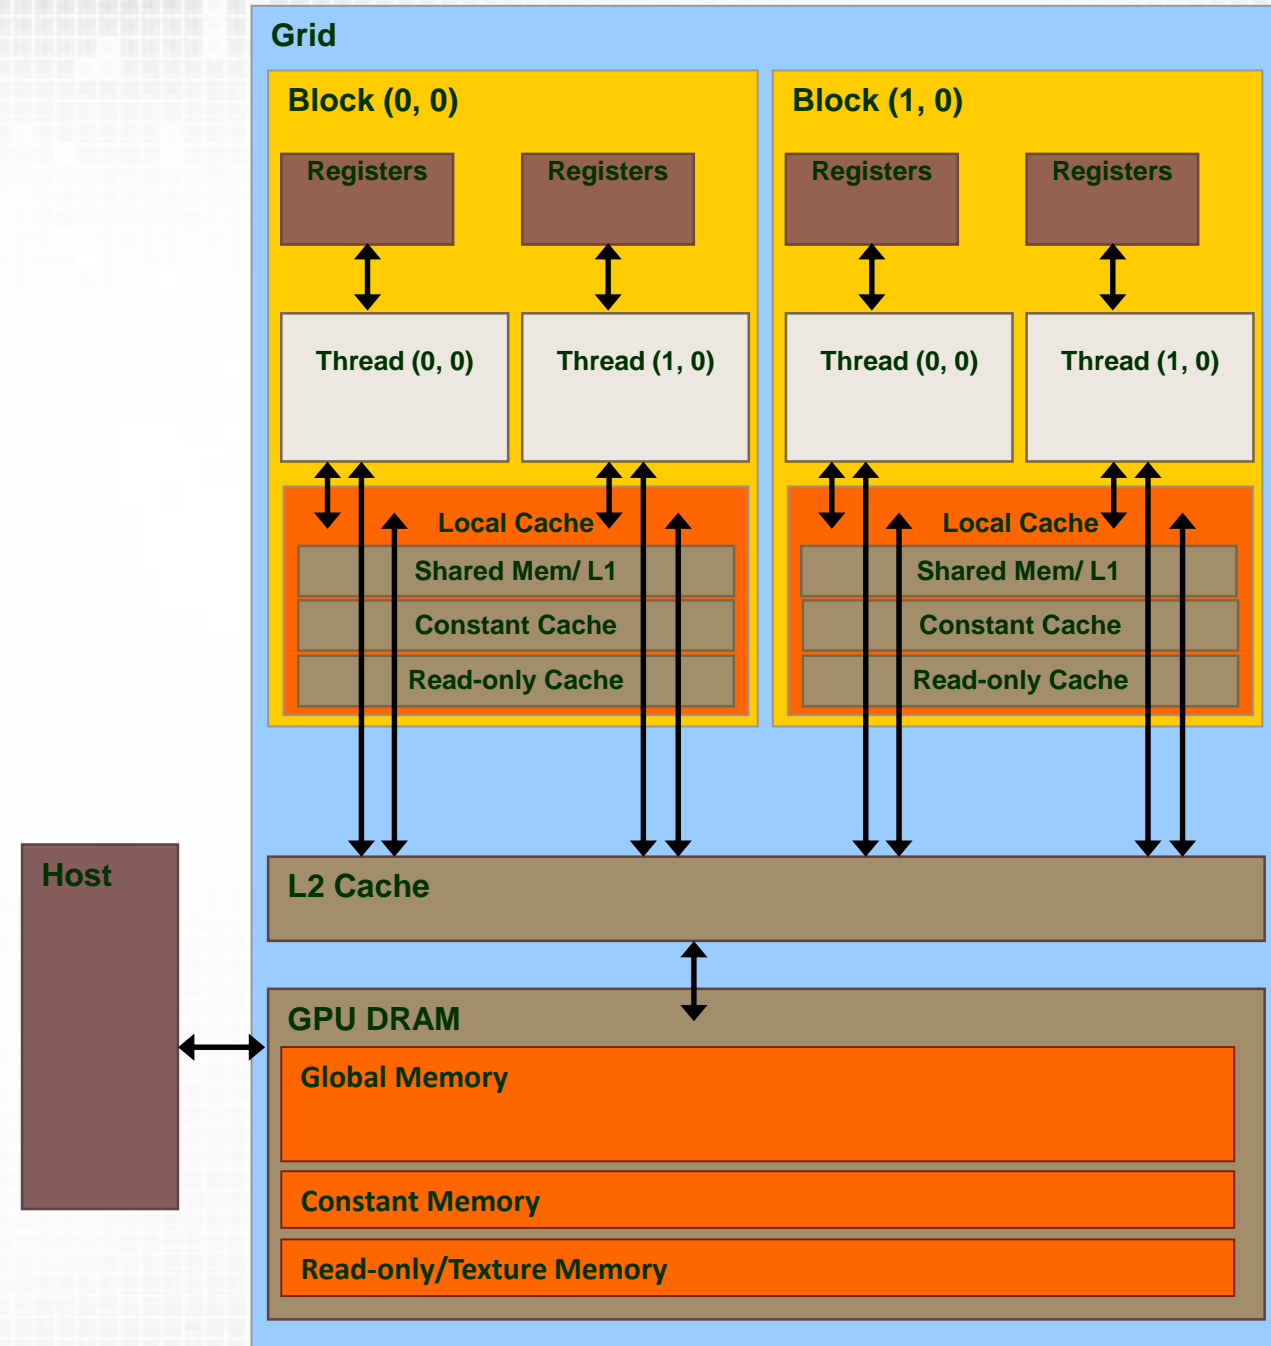 Grid
Block (0, 0)
Block (1, 0)
Registers
Registers
Registers
Registers
Thread (0, 0)
Thread (1, 0)
Thread (0, 0)
Thread (1, 0)
Local Cache
Local Cache
Shared Mem/ L1
Shared Mem/ L1
Constant Cache
Constant Cache
Read-only Cache
Read-only Cache
Host
L2 Cache
GPU DRAM
Global Memory
Constant Memory
Read-only/Texture Memory